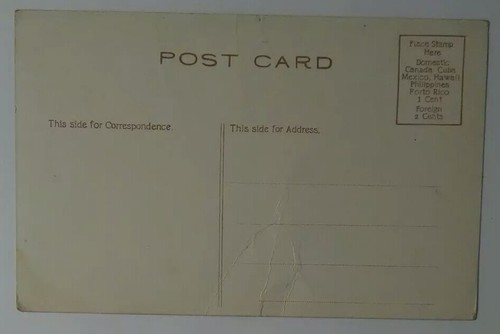 POST CARD
Place Stamp
Here
Domestic
Canada, Cuba,
Mexico, Hawaii
Philippines
Porto Rico
1 Cent
Foreign
2 Cents
This side for Correspondence.
This side for Address.